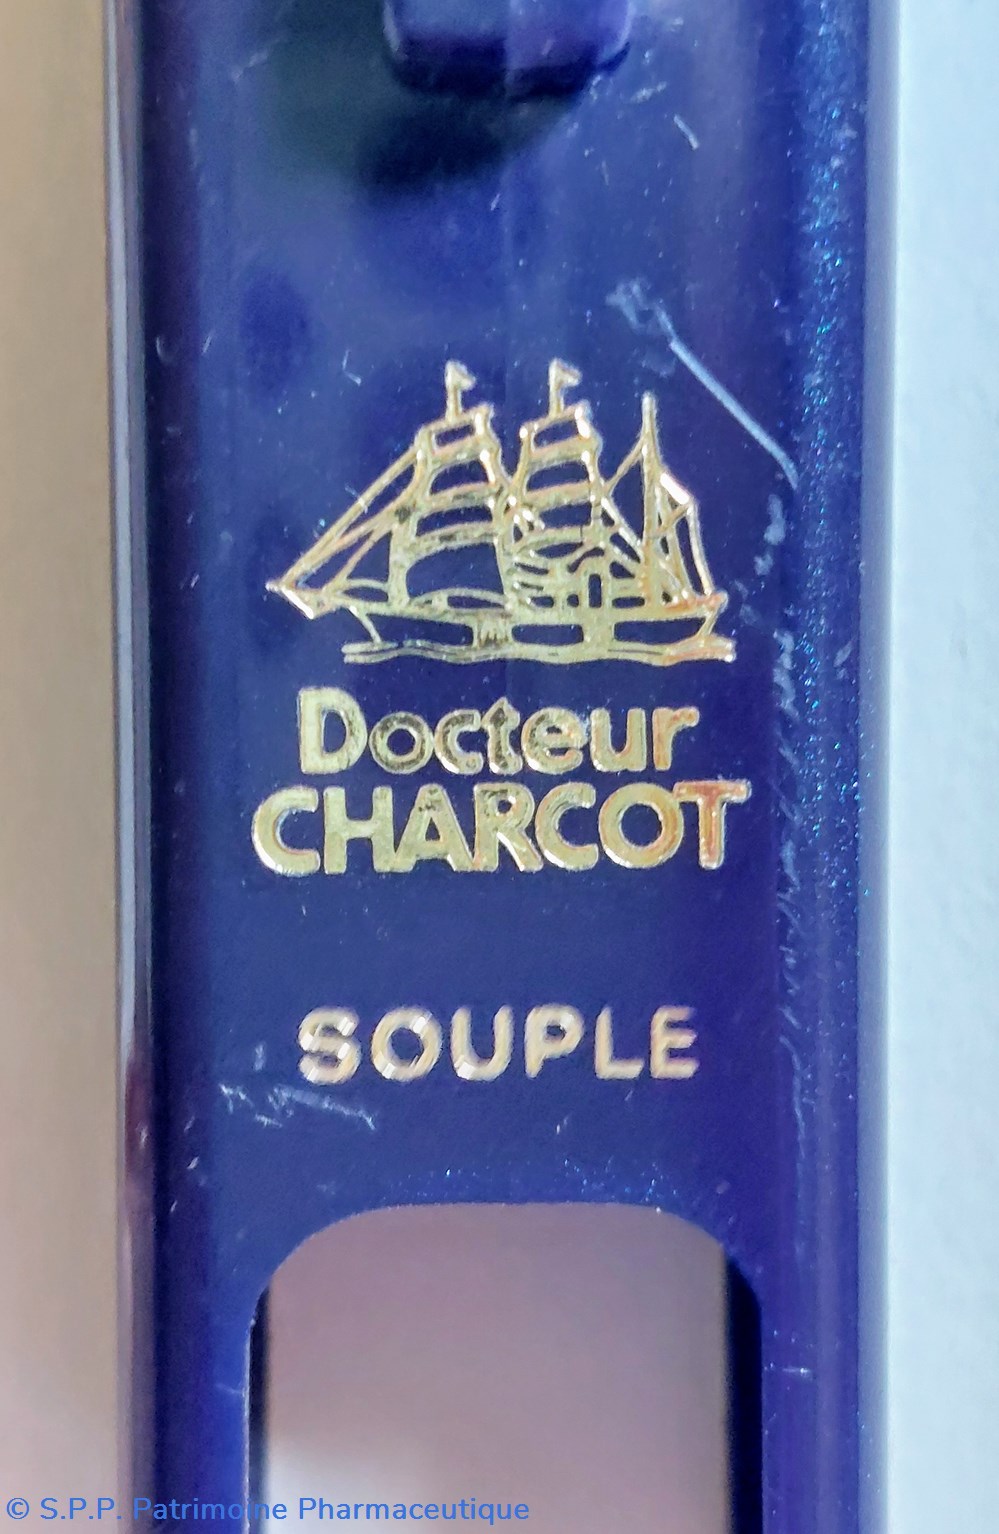 Docteur
CHARCOT
SOUPLE
© S.P.P. Patrimoine Pharmaceutique